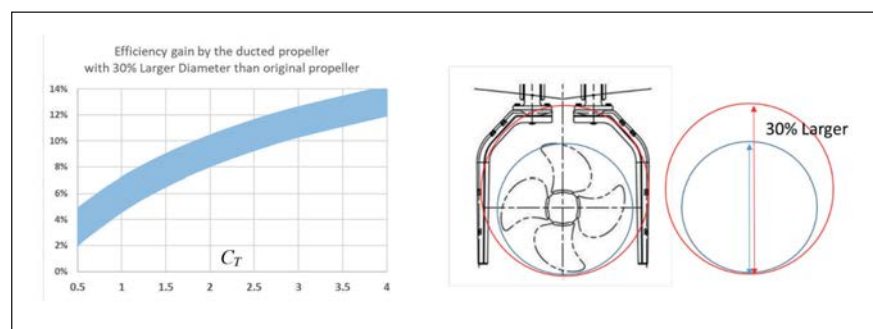 Efficiency gain by the ducted propeller
with 30% Larger Diameter than original propeller
14%
12%
10%
8%
6%
4%
2%
0%
C_T
0.5 1 1.5 2 2.5 3 3.5 4
30% Larger